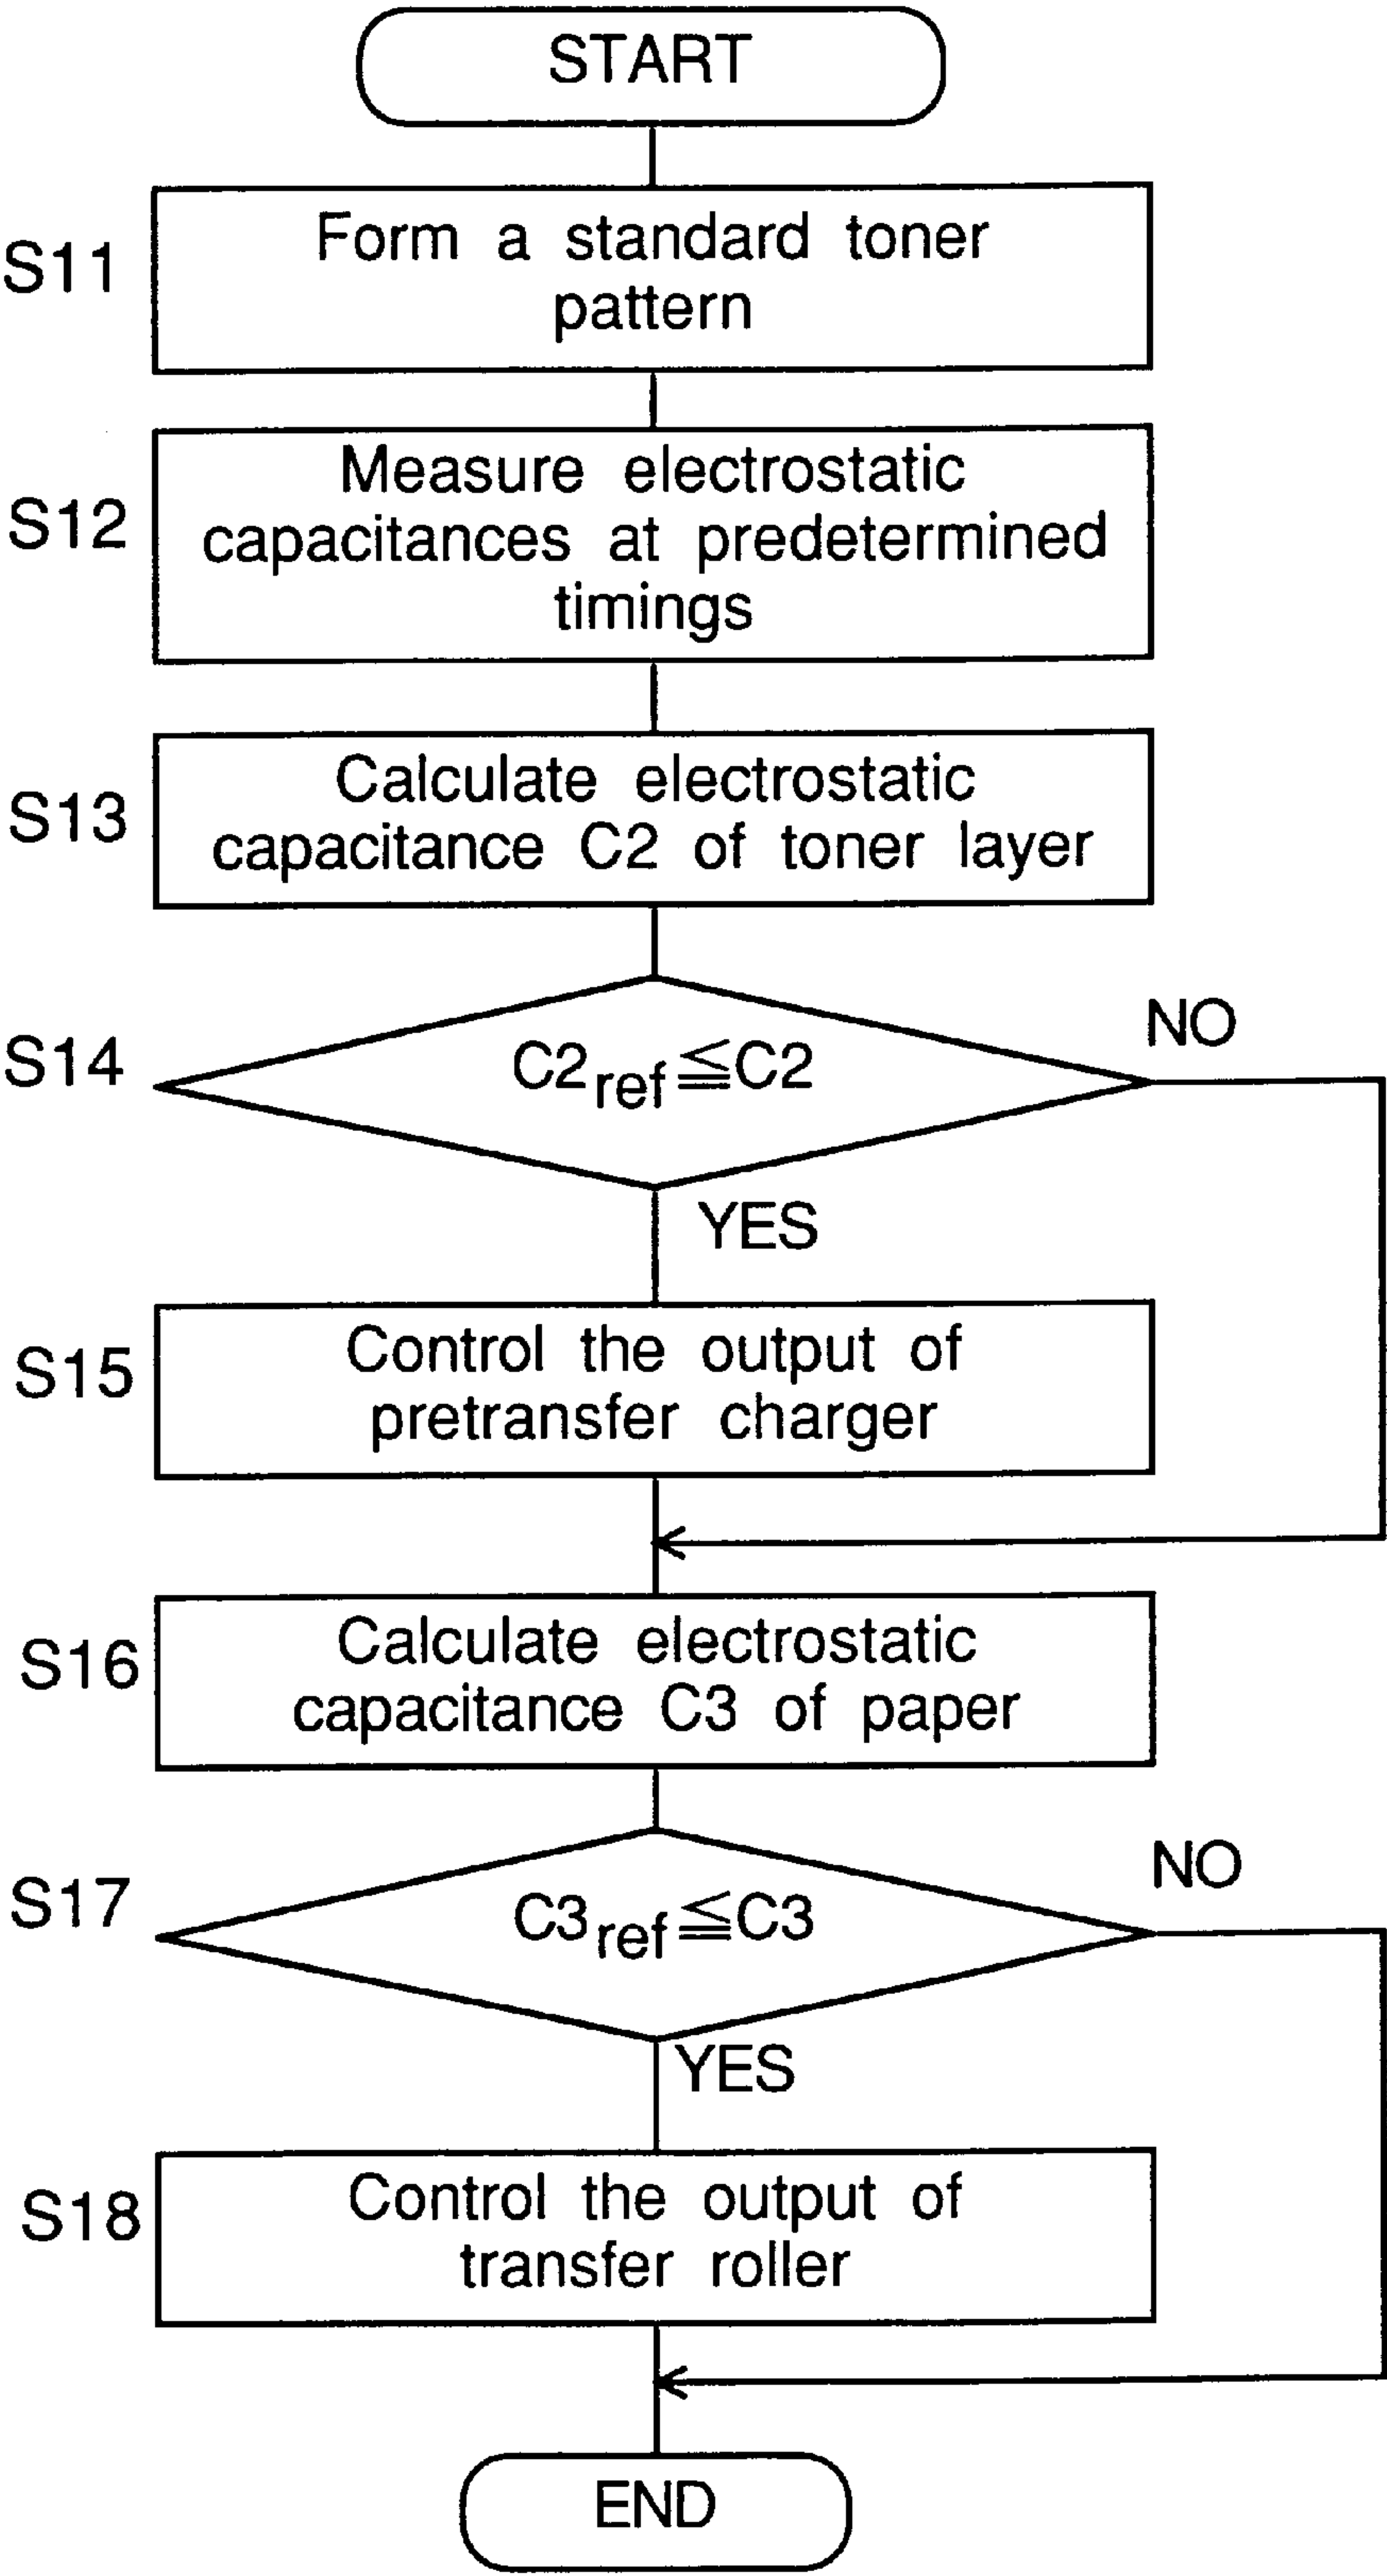 START
S11
Form a standard toner
pattern
S12
Measure electrostatic
capacitances at predetermined
timings
S13
Calculate electrostatic
capacitance C2 of toner layer
S14
C2ref≦C2
NO
YES
S15
Control the output of
pretransfer charger
S16
Calculate electrostatic
capacitance C3 of paper
S17
C3ref≦C3
NO
YES
S18
Control the output of
transfer roller
END